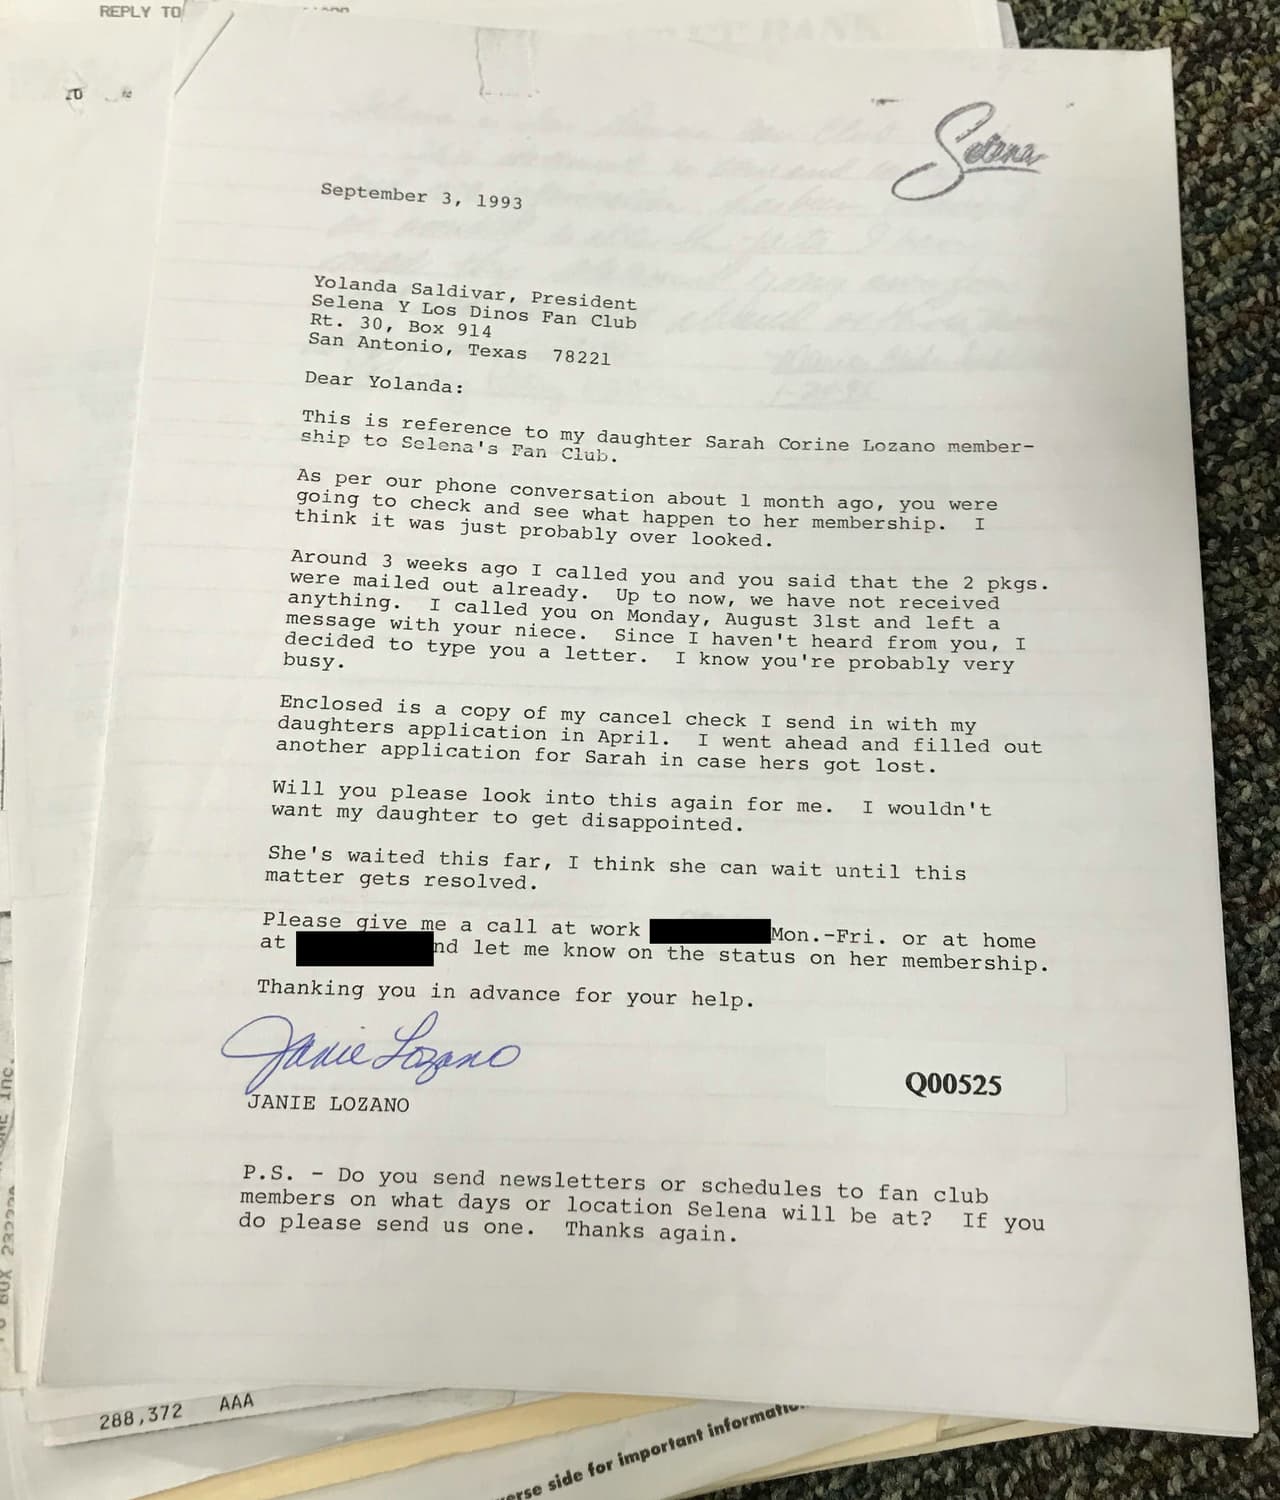 REPLY TO
Selena
September 3, 1993
Yolanda Saldivar, President
Selena Y Los Dinos Fan Club
Rt. 30, Box 914
San Antonio, Texas 78221
Dear Yolanda:
This is reference to my daughter Sarah Corine Lozano member-
ship to Selena's Fan Club.
As per our phone conversation about 1 month ago, you were
going to check and see what happen to her membership. I
think it was just probably over looked.
Around 3 weeks ago I called you and you said that the 2 pkgs.
were mailed out already. Up to now, we have not received
anything. I called you on Monday, August 31st and left a
message with your niece. Since I haven't heard from you, I
decided to type you a letter. I know you're probably very
busy.
Enclosed is a copy of my cancel check I send in with my
daughters application in April. I went ahead and filled out
another application for Sarah in case hers got lost.
Will you please look into this again for me. I wouldn't
want my daughter to get disappointed.
She's waited this far, I think she can wait until this
matter gets resolved.
Please give me a call at work Mon.-Fri. or at home
at nd let me know on the status on her membership.
Thanking you in advance for your help.
Janie Lozano
JANIE LOZANO
Q00525
P.S. - Do you send newsletters or schedules to fan club
members on what days or location Selena will be at? If you
do please send us one. Thanks again.
288,372 AAA
erse side for important